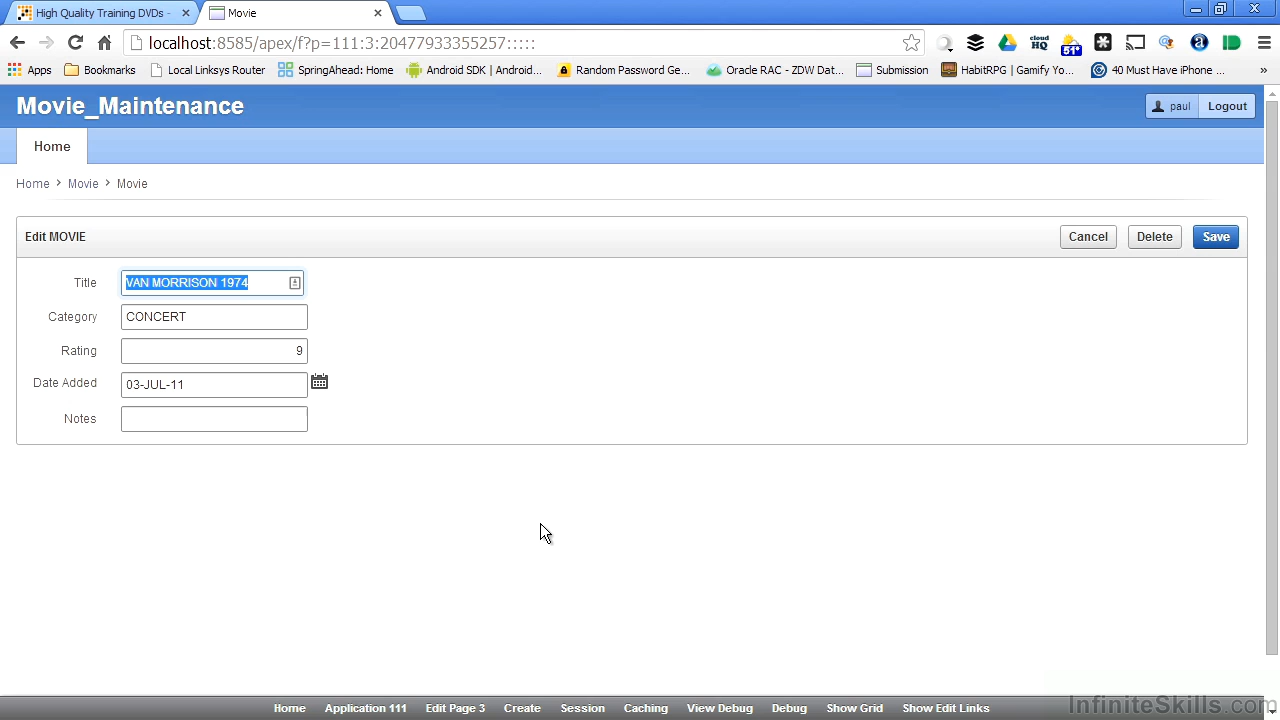 High Quality Training DVDs -
Movie
localhost:8585/apex/f?p=111:3:20477933355257:::::
cloud HQ
51°
Apps
Bookmarks
Local Linksys Router
SpringAhead: Home
Android SDK | Android...
Random Password Ge...
Oracle RAC - ZDW Dat...
Submission
HabitRPG | Gamify Yo...
40 Must Have iPhone ...
»
Movie_Maintenance
paul
Logout
Home
Home > Movie > Movie
Edit MOVIE
Cancel
Delete
Save
Title VAN MORRISON 1974
Category CONCERT
Rating 9
Date Added 03-JUL-11
Notes
Home
Application 111
Edit Page 3
Create
Session
Caching
View Debug
Debug
Show Grid
Show Edit Links
InfiniteSkills.com